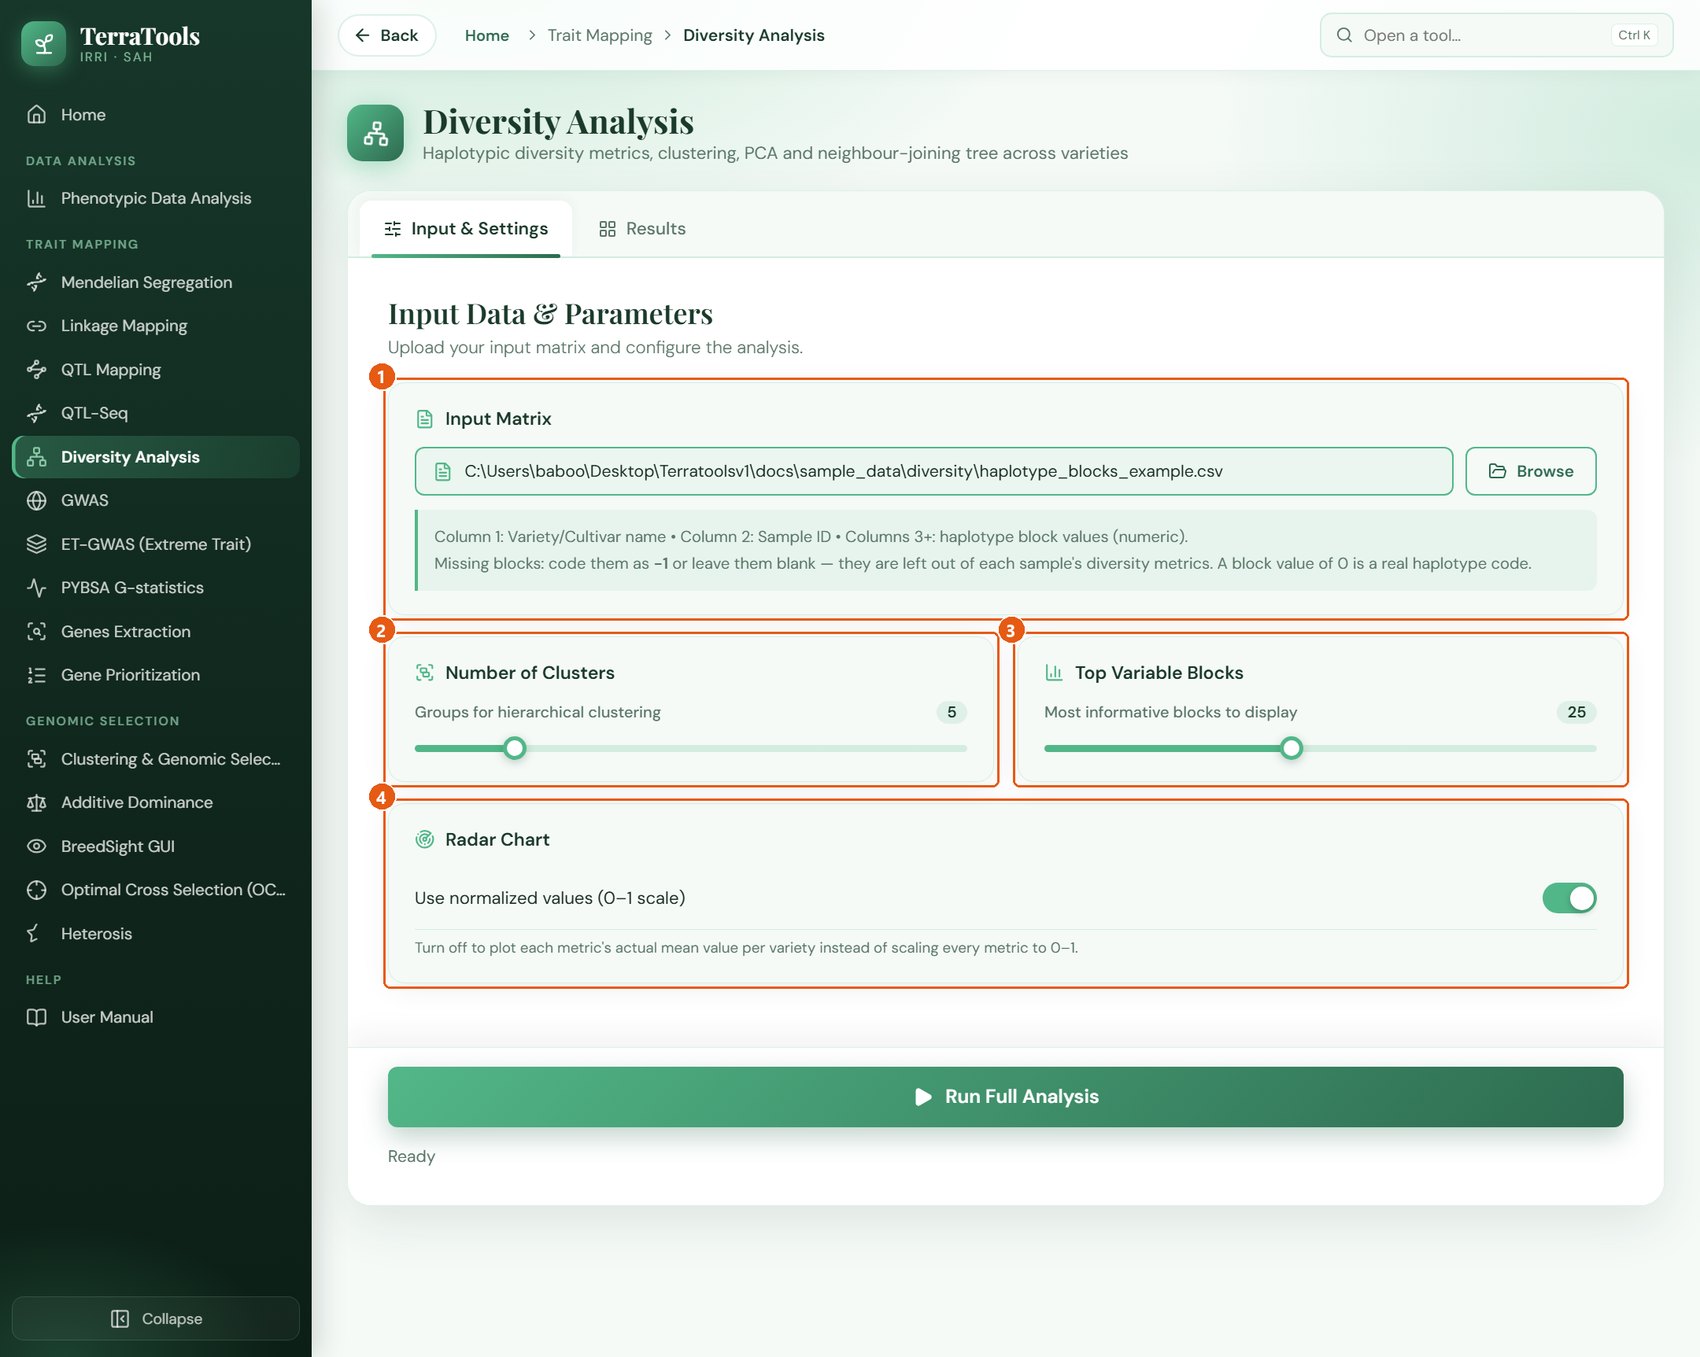 TerraTools
IRRI · SAH
Home
DATA ANALYSIS
Phenotypic Data Analysis
TRAIT MAPPING
Mendelian Segregation
Linkage Mapping
QTL Mapping
QTL-Seq
Diversity Analysis
GWAS
ET-GWAS (Extreme Trait)
PYBSA G-statistics
Genes Extraction
Gene Prioritization
GENOMIC SELECTION
Clustering & Genomic Selec...
Additive Dominance
BreedSight GUI
Optimal Cross Selection (OC...
Heterosis
HELP
User Manual
Collapse
Back Home > Trait Mapping > Diversity Analysis
Open a tool... Ctrl K
Diversity Analysis
Haplotypic diversity metrics, clustering, PCA and neighbour-joining tree across varieties
Input & Settings Results
Input Data & Parameters
Upload your input matrix and configure the analysis.
1
Input Matrix
C:\Users\baboo\Desktop\Terratoolsv1\docs\sample_data\diversity\haplotype_blocks_example.csv Browse
Column 1: Variety/Cultivar name • Column 2: Sample ID • Columns 3+: haplotype block values (numeric).
Missing blocks: code them as -1 or leave them blank — they are left out of each sample's diversity metrics. A block value of 0 is a real haplotype code.
2
Number of Clusters
Groups for hierarchical clustering 5
3
Top Variable Blocks
Most informative blocks to display 25
4
Radar Chart
Use normalized values (0–1 scale)
Turn off to plot each metric's actual mean value per variety instead of scaling every metric to 0–1.
Run Full Analysis
Ready